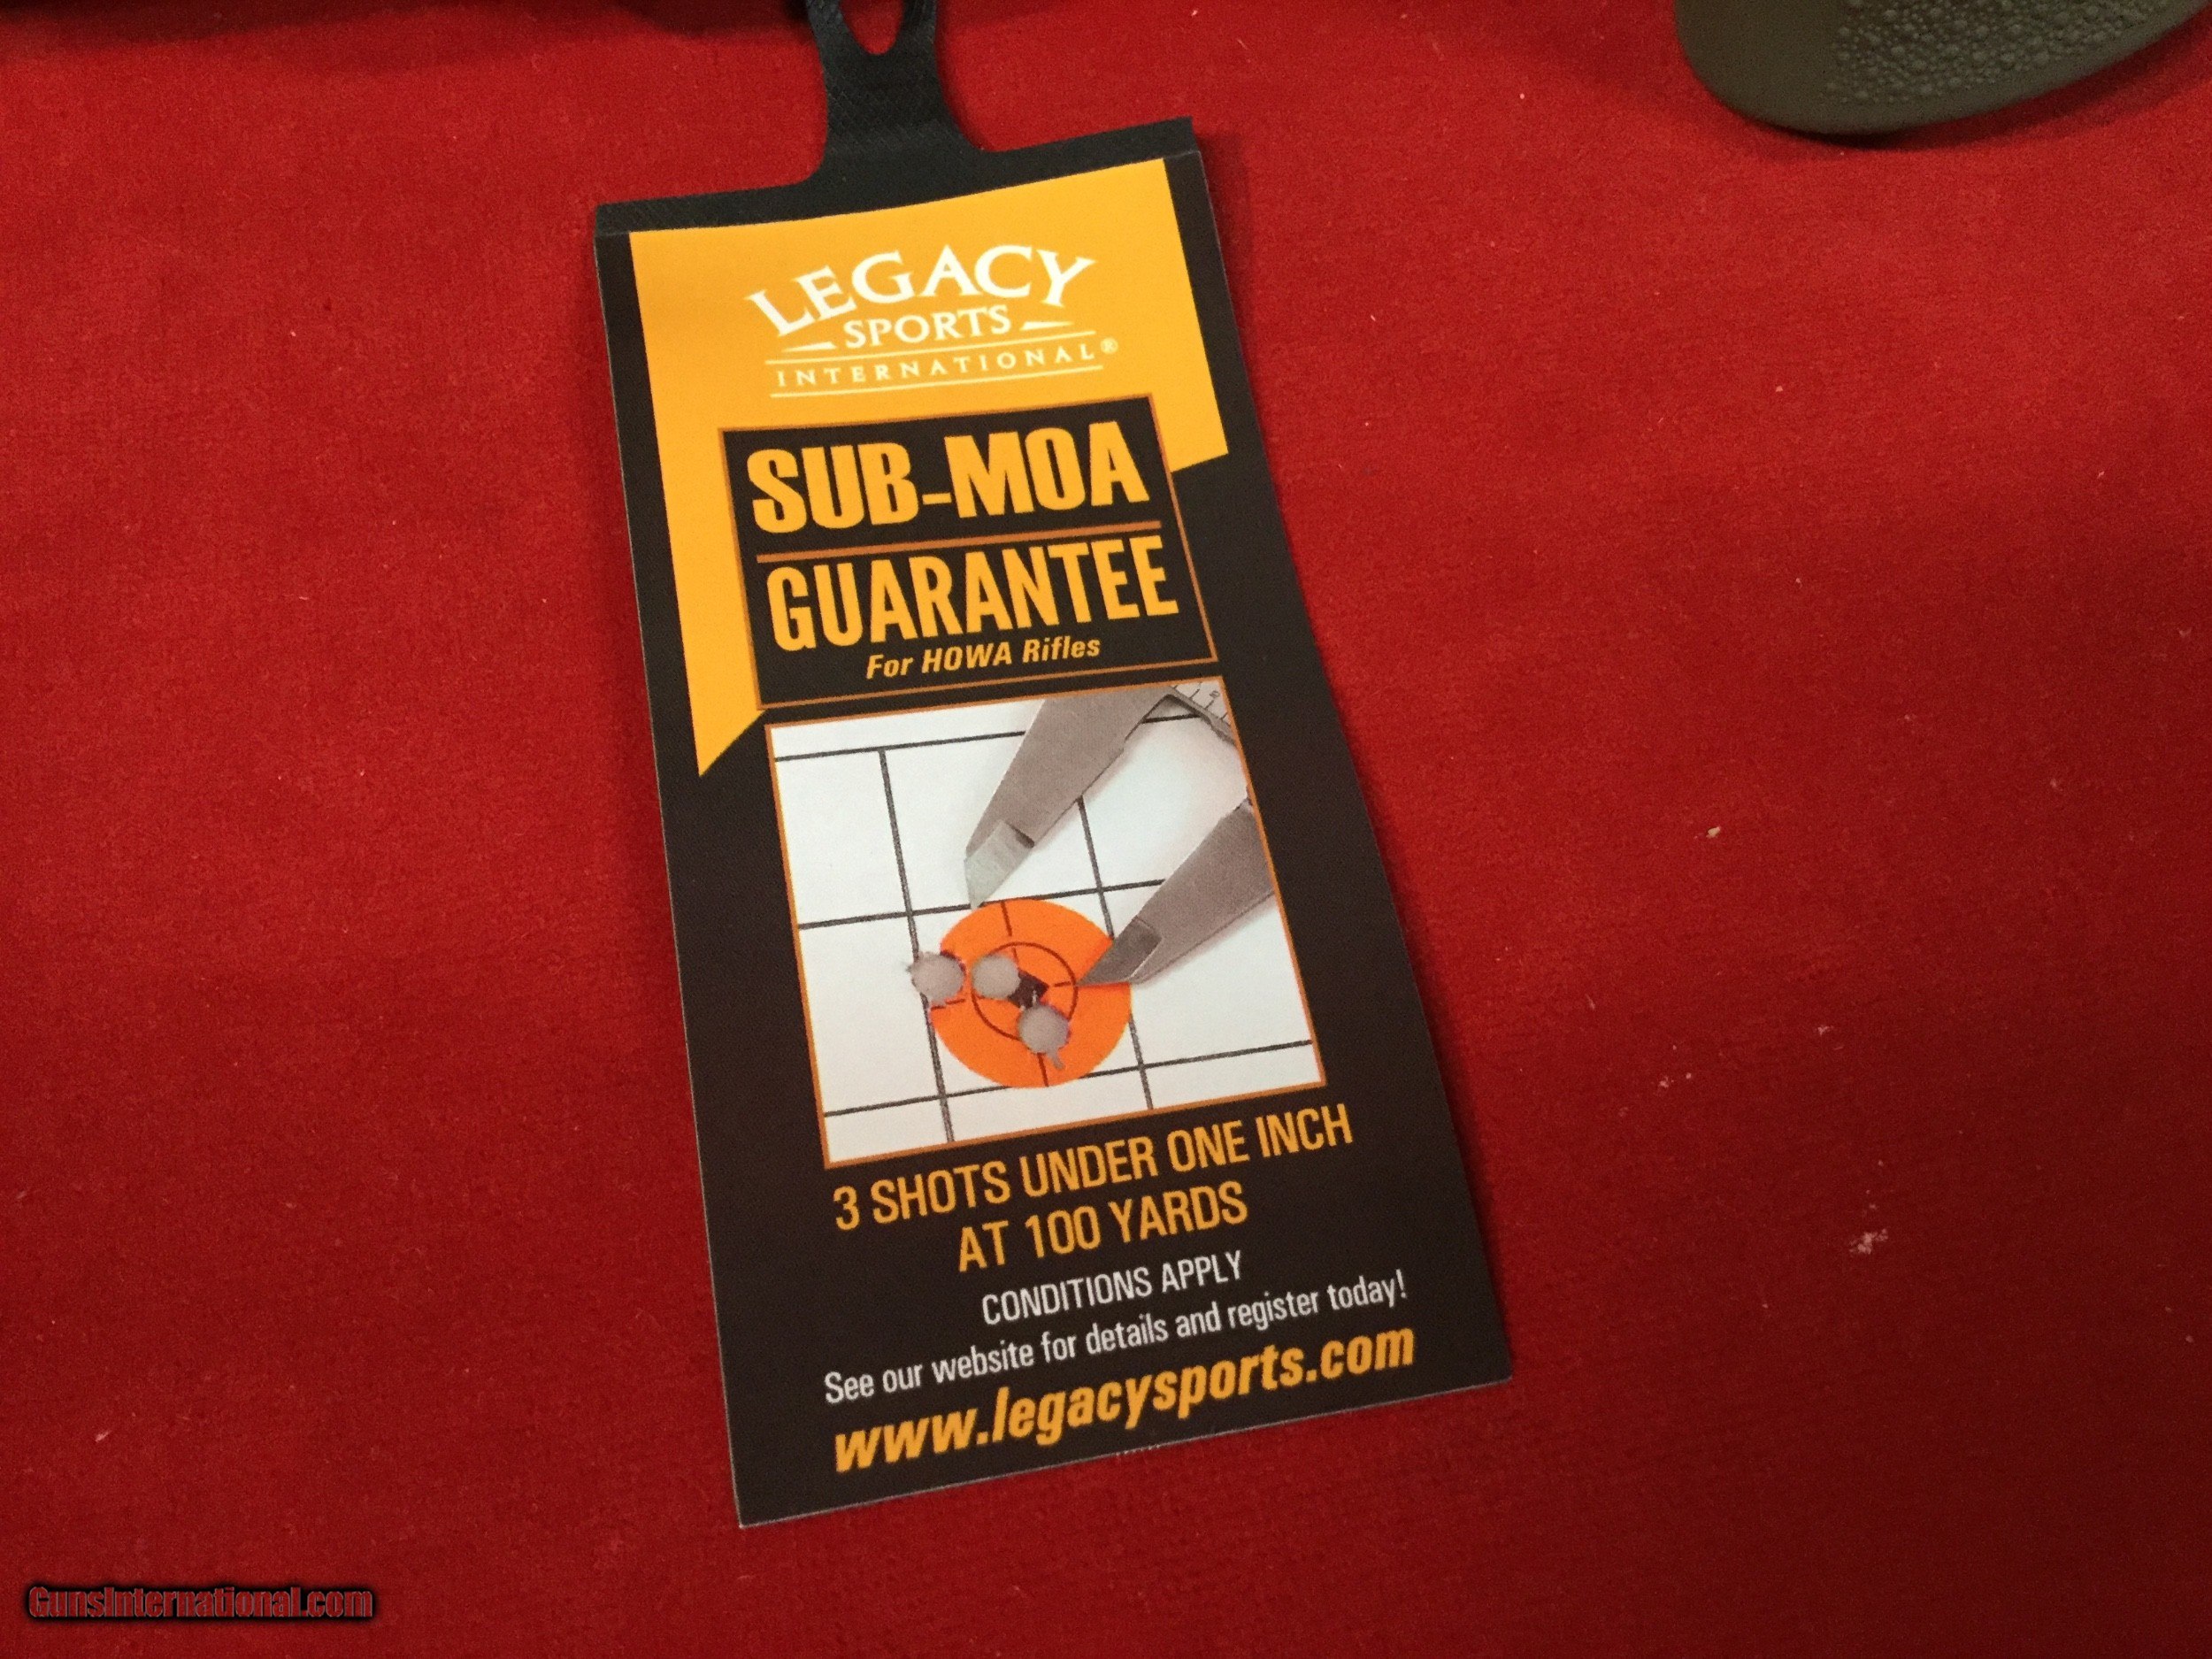 LEGACY
SPORTS
INTERNATIONAL®
SUB-MOA
GUARANTEE
For HOWA Rifles
3 SHOTS UNDER ONE INCH
AT 100 YARDS
CONDITIONS APPLY
See our website for details and register today!
www.legacysports.com
GunsInternational.com